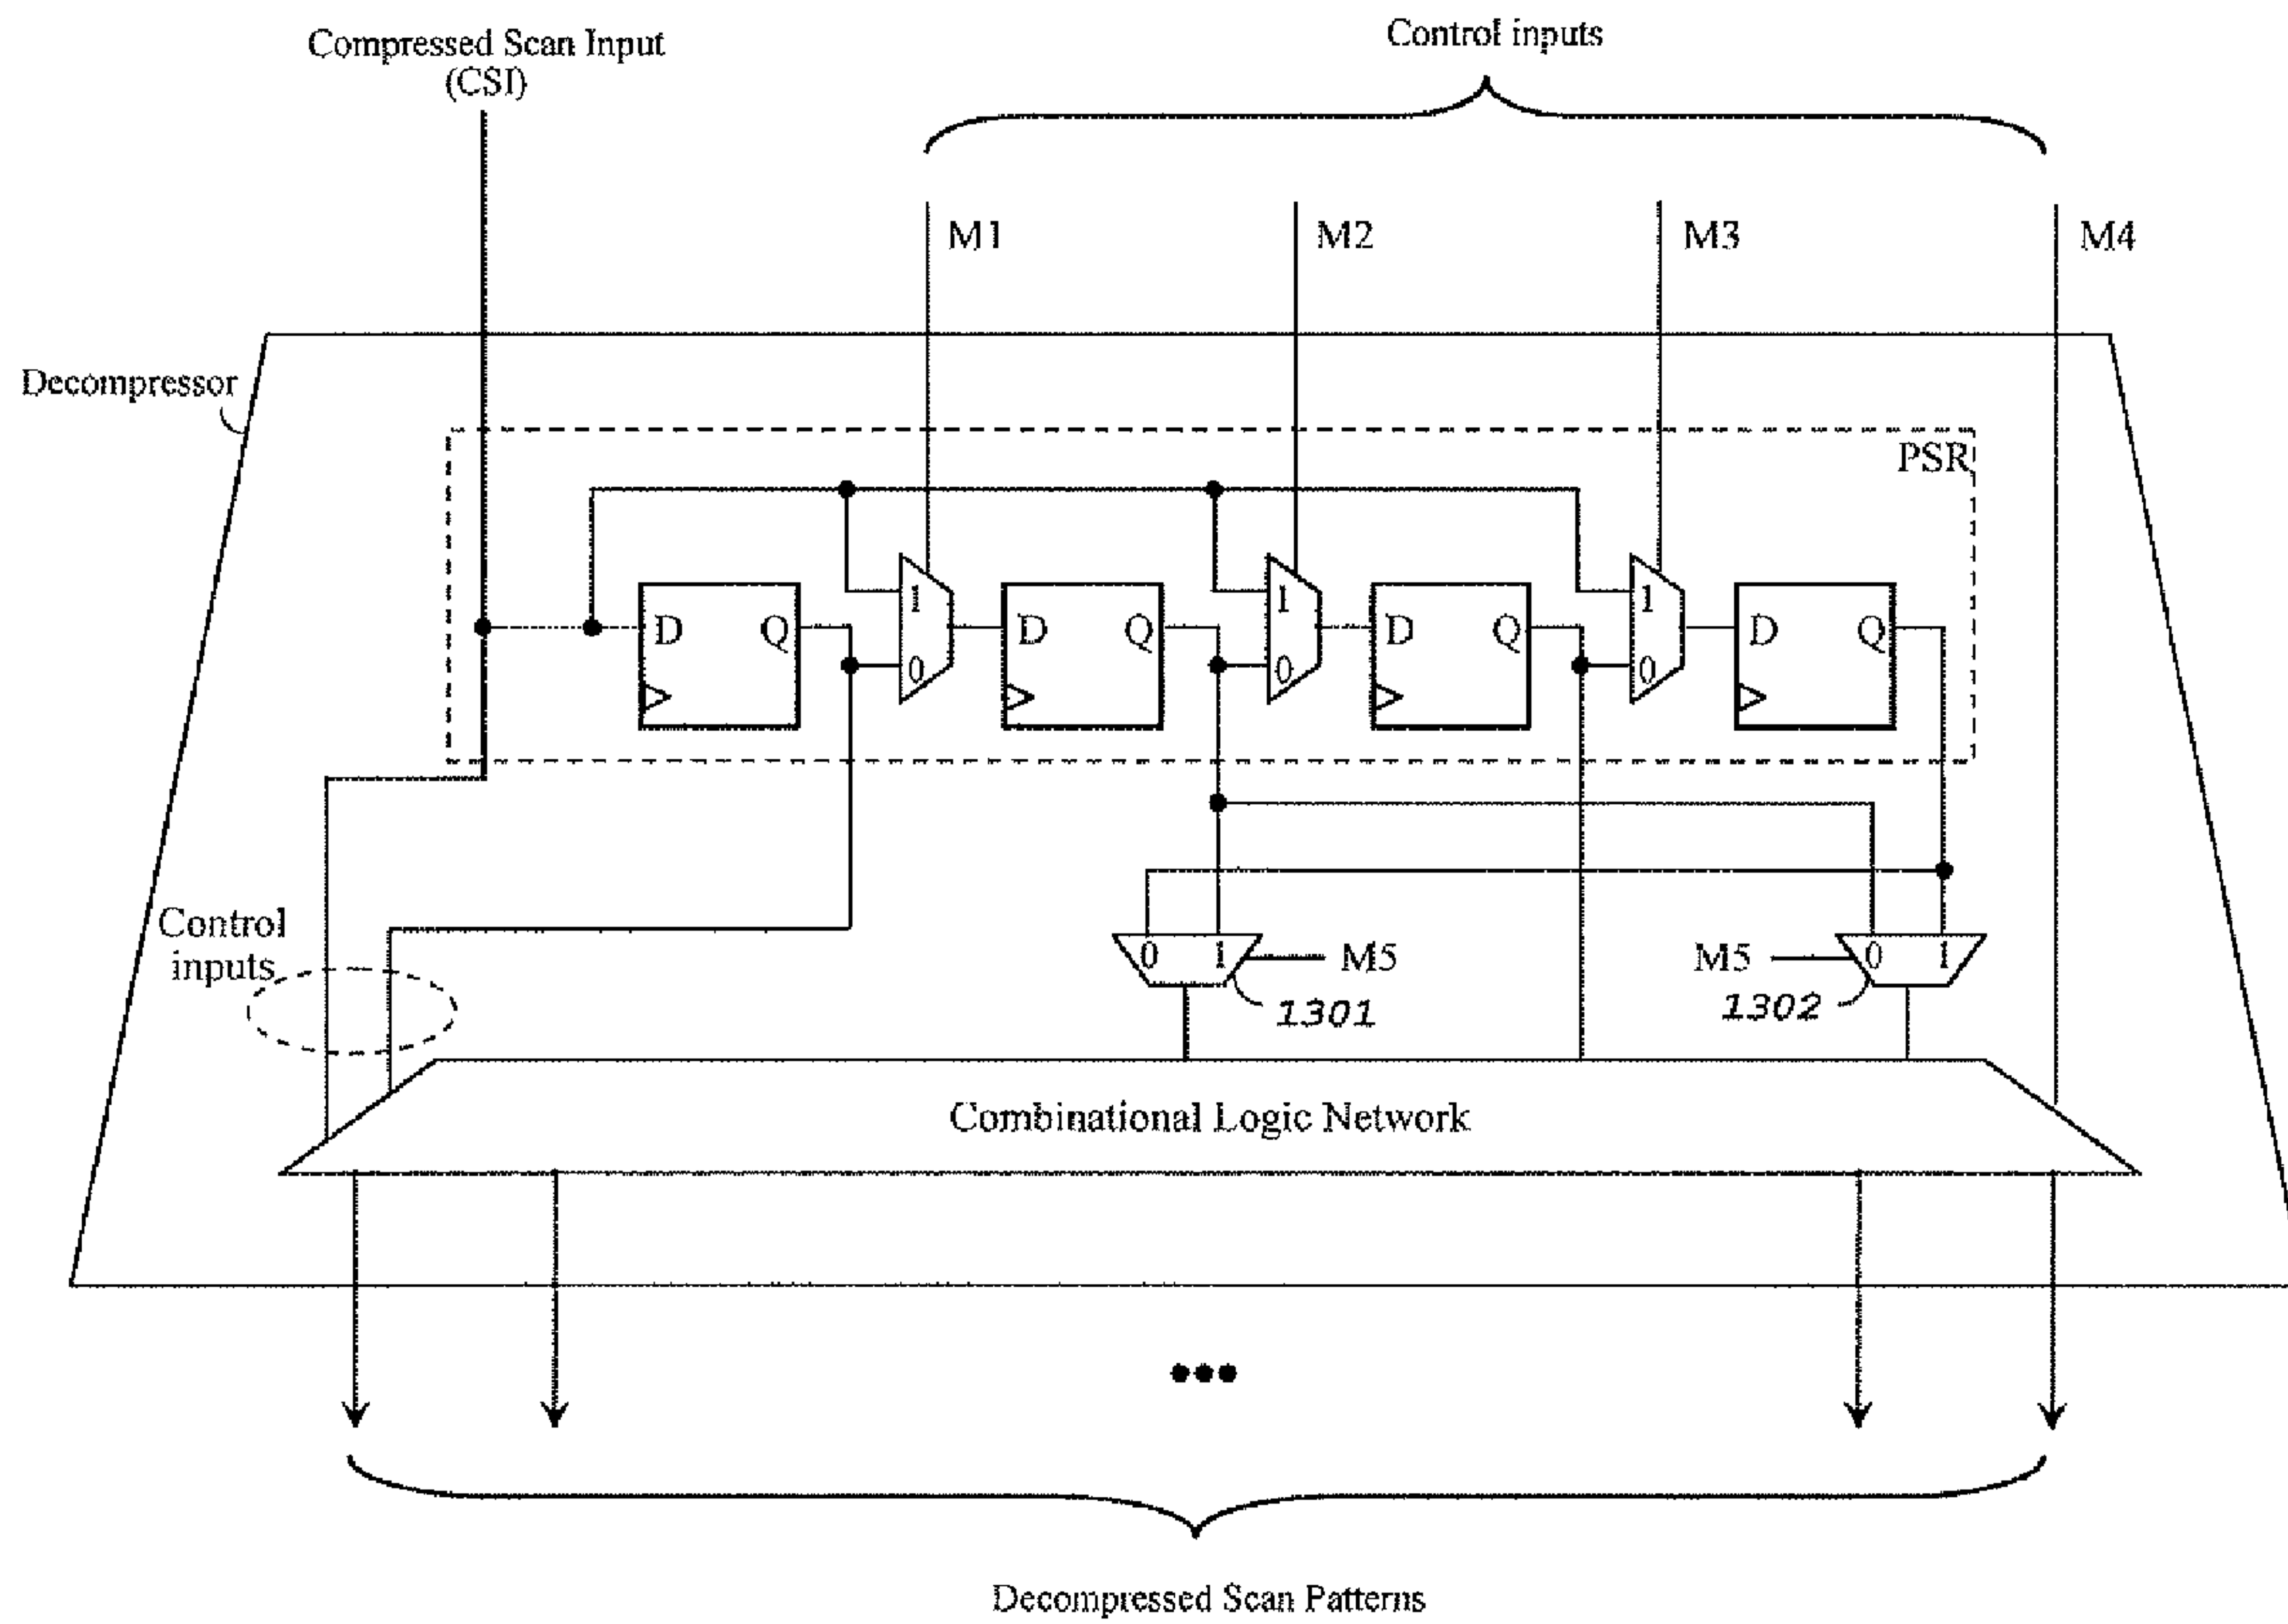 Control inputs
Compressed Scan Input
(CSI)
M1
M2
M3
M4
Decompressor
PSR
1
1
1
D Q
D Q
D Q
D Q
0
0
0
Control
inputs
0 1
M5
M5
0 1
1301
1302
Combinational Logic Network
Decompressed Scan Patterns